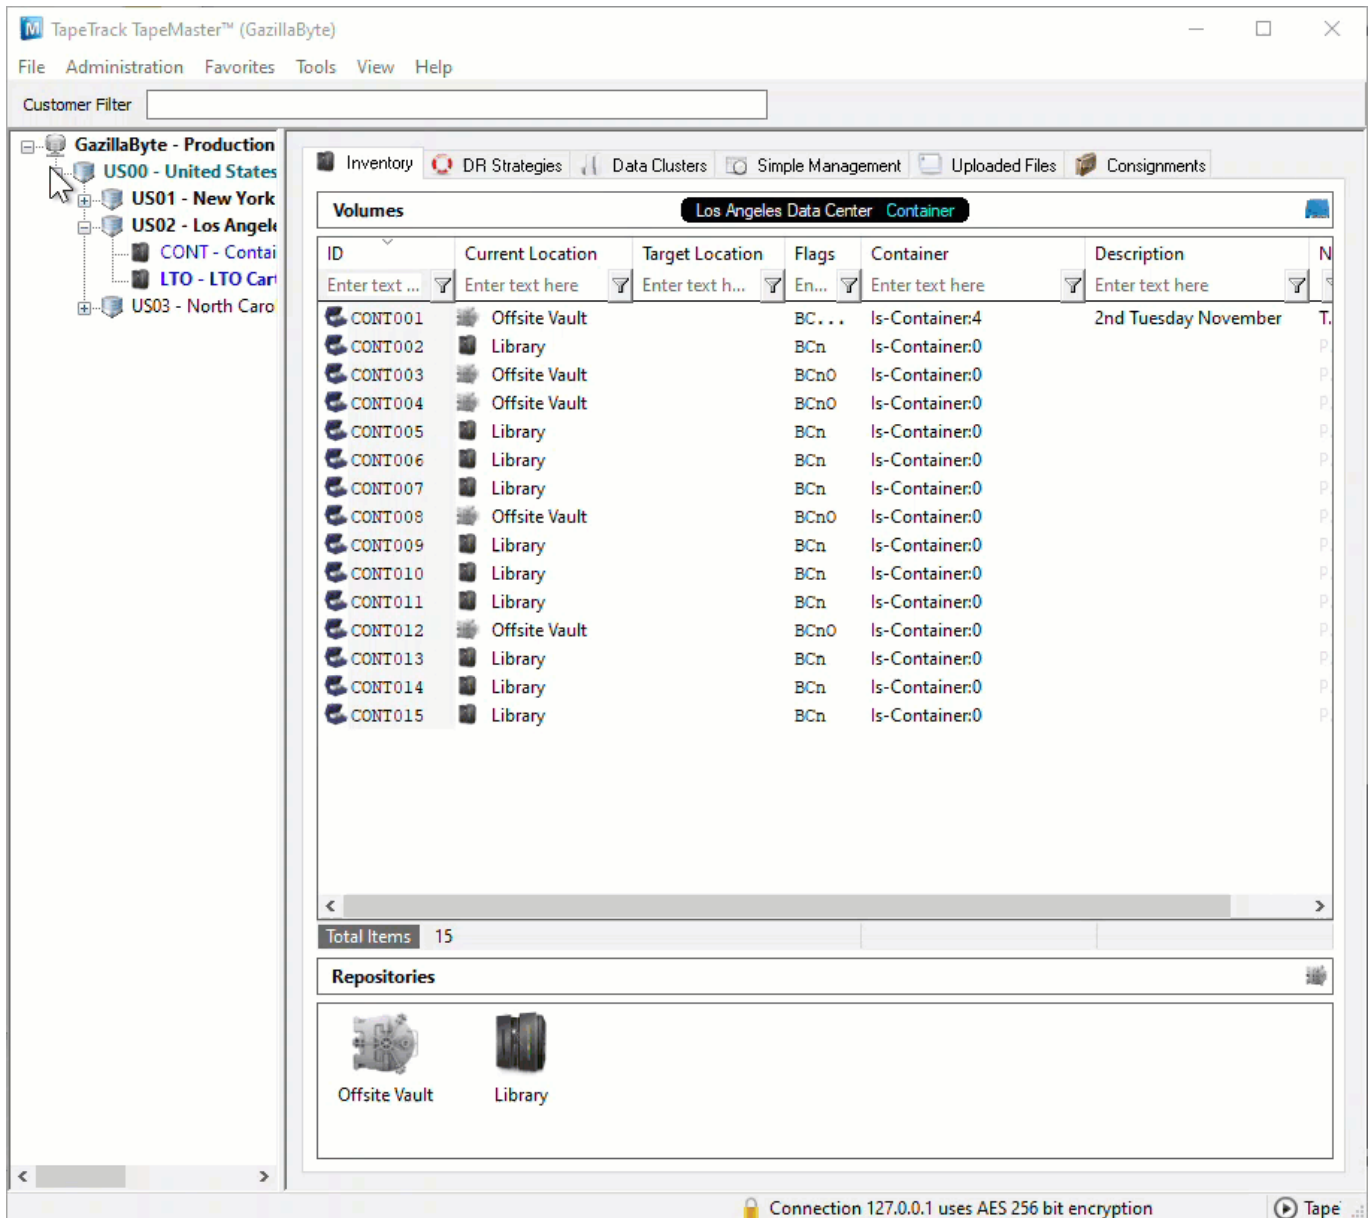 TapeTrack TapeMaster™ (GazillaByte)
File Administration Favorites Tools View Help
Customer Filter
GazillaByte - Production
US00 - United States
US01 - New York
US02 - Los Angele
CONT - Contai
LTO - LTO Cart
US03 - North Caro
Inventory DR Strategies Data Clusters Simple Management Uploaded Files Consignments
Volumes Los Angeles Data Center Container
ID Current Location Target Location Flags Container Description N
Enter text ... Enter text here Enter text h... En... Enter text here Enter text here
CONT001 Offsite Vault BC... Is-Container:4 2nd Tuesday November T.
CONT002 Library BCn Is-Container:0 P.
CONT003 Offsite Vault BCnO Is-Container:0 P.
CONT004 Offsite Vault BCnO Is-Container:0 P.
CONT005 Library BCn Is-Container:0 P.
CONT006 Library BCn Is-Container:0 P.
CONT007 Library BCn Is-Container:0 P.
CONT008 Offsite Vault BCnO Is-Container:0 P.
CONT009 Library BCn Is-Container:0 P.
CONT010 Library BCn Is-Container:0 P.
CONT011 Library BCn Is-Container:0 P.
CONT012 Offsite Vault BCnO Is-Container:0 P.
CONT013 Library BCn Is-Container:0 P.
CONT014 Library BCn Is-Container:0 P.
CONT015 Library BCn Is-Container:0 P.
Total Items 15
Repositories
Offsite Vault Library
Connection 127.0.0.1 uses AES 256 bit encryption Tape